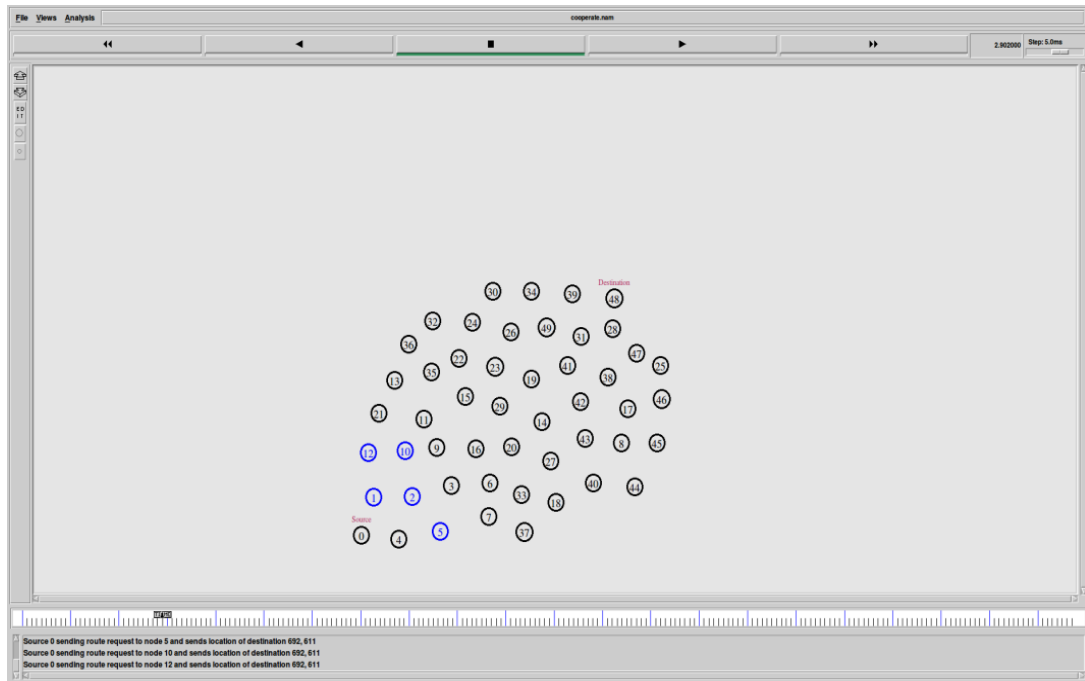 File Views Analysis cooperate.nam
2.902000 Step: 5.0ms
ED
IT
Destination
30 34 39 48
32 24 26 49 31 28
36 22 23 41 47 25
13 35 19 38
21 11 15 29 14 42 17 46
12 10 9 16 20 27 43 8 45
1 2 3 6 33 18 40 44
Source
0 4 5 7 37
Source 0 sending route request to node 5 and sends location of destination 692, 611
Source 0 sending route request to node 10 and sends location of destination 692, 611
Source 0 sending route request to node 12 and sends location of destination 692, 611